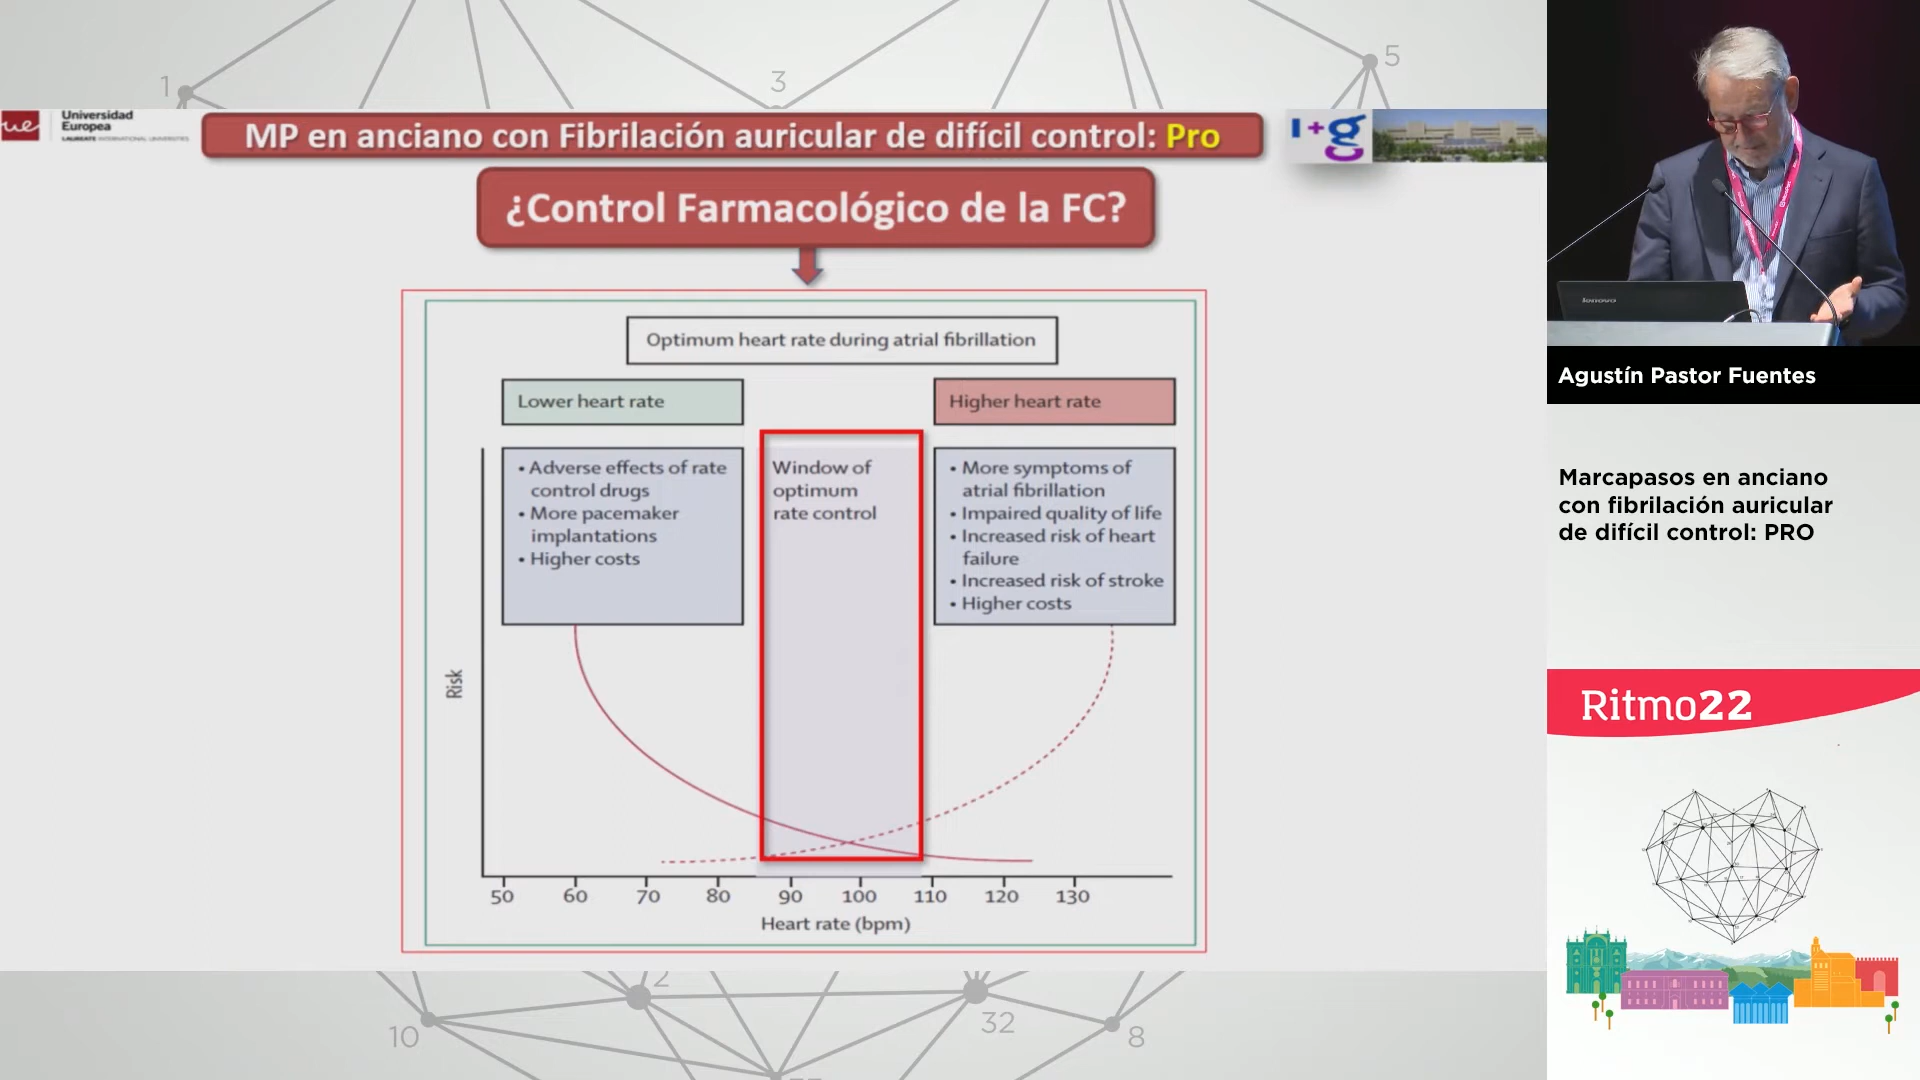 1
3
5
ue
Universidad
Europea
LAUREATE INTERNATIONAL UNIVERSITIES
MP en anciano con Fibrilación auricular de difícil control: Pro
i+g
¿Control Farmacológico de la FC?
Optimum heart rate during atrial fibrillation
Lower heart rate
Higher heart rate
• Adverse effects of rate
control drugs
• More pacemaker
implantations
• Higher costs
Window of
optimum
rate control
• More symptoms of
atrial fibrillation
• Impaired quality of life
• Increased risk of heart
failure
• Increased risk of stroke
• Higher costs
Risk
50 60 70 80 90 100 110 120 130
Heart rate (bpm)
2
10
32
8
lenovo
Agustín Pastor Fuentes
Marcapasos en anciano
con fibrilación auricular
de difícil control: PRO
Ritmo22